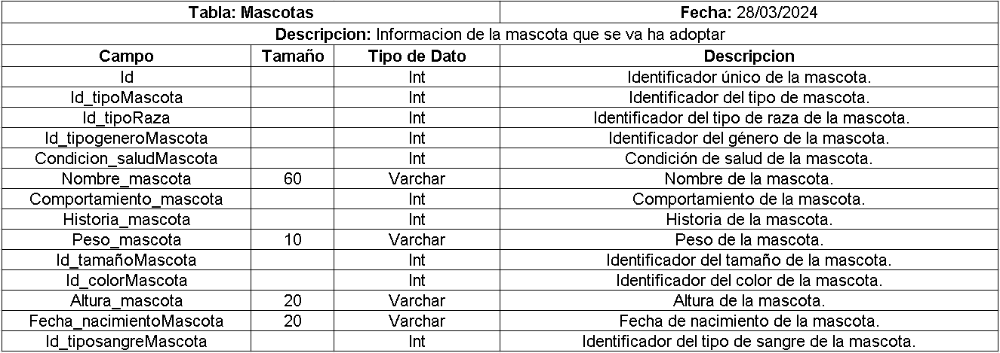 Tabla: Mascotas Fecha: 28/03/2024
Descripcion: Informacion de la mascota que se va ha adoptar
Campo Tamaño Tipo de Dato Descripcion
Id Int Identificador único de la mascota.
Id_tipoMascota Int Identificador del tipo de mascota.
Id_tipoRaza Int Identificador del tipo de raza de la mascota.
Id_tipogeneroMascota Int Identificador del género de la mascota.
Condicion_saludMascota Int Condición de salud de la mascota.
Nombre_mascota 60 Varchar Nombre de la mascota.
Comportamiento_mascota Int Comportamiento de la mascota.
Historia_mascota Int Historia de la mascota.
Peso_mascota 10 Varchar Peso de la mascota.
Id_tamañoMascota Int Identificador del tamaño de la mascota.
Id_colorMascota Int Identificador del color de la mascota.
Altura_mascota 20 Varchar Altura de la mascota.
Fecha_nacimientoMascota 20 Varchar Fecha de nacimiento de la mascota.
Id_tiposangreMascota Int Identificador del tipo de sangre de la mascota.